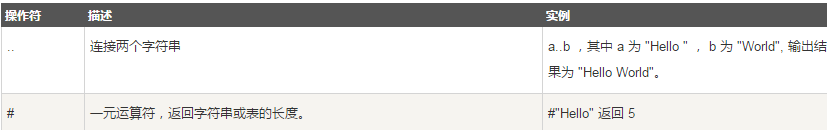 操作符 描述 实例
.. 连接两个字符串 a..b ，其中 a 为 "Hello " ， b 为 "World", 输出结
果为 "Hello World"。
# 一元运算符，返回字符串或表的长度。 #"Hello" 返回 5